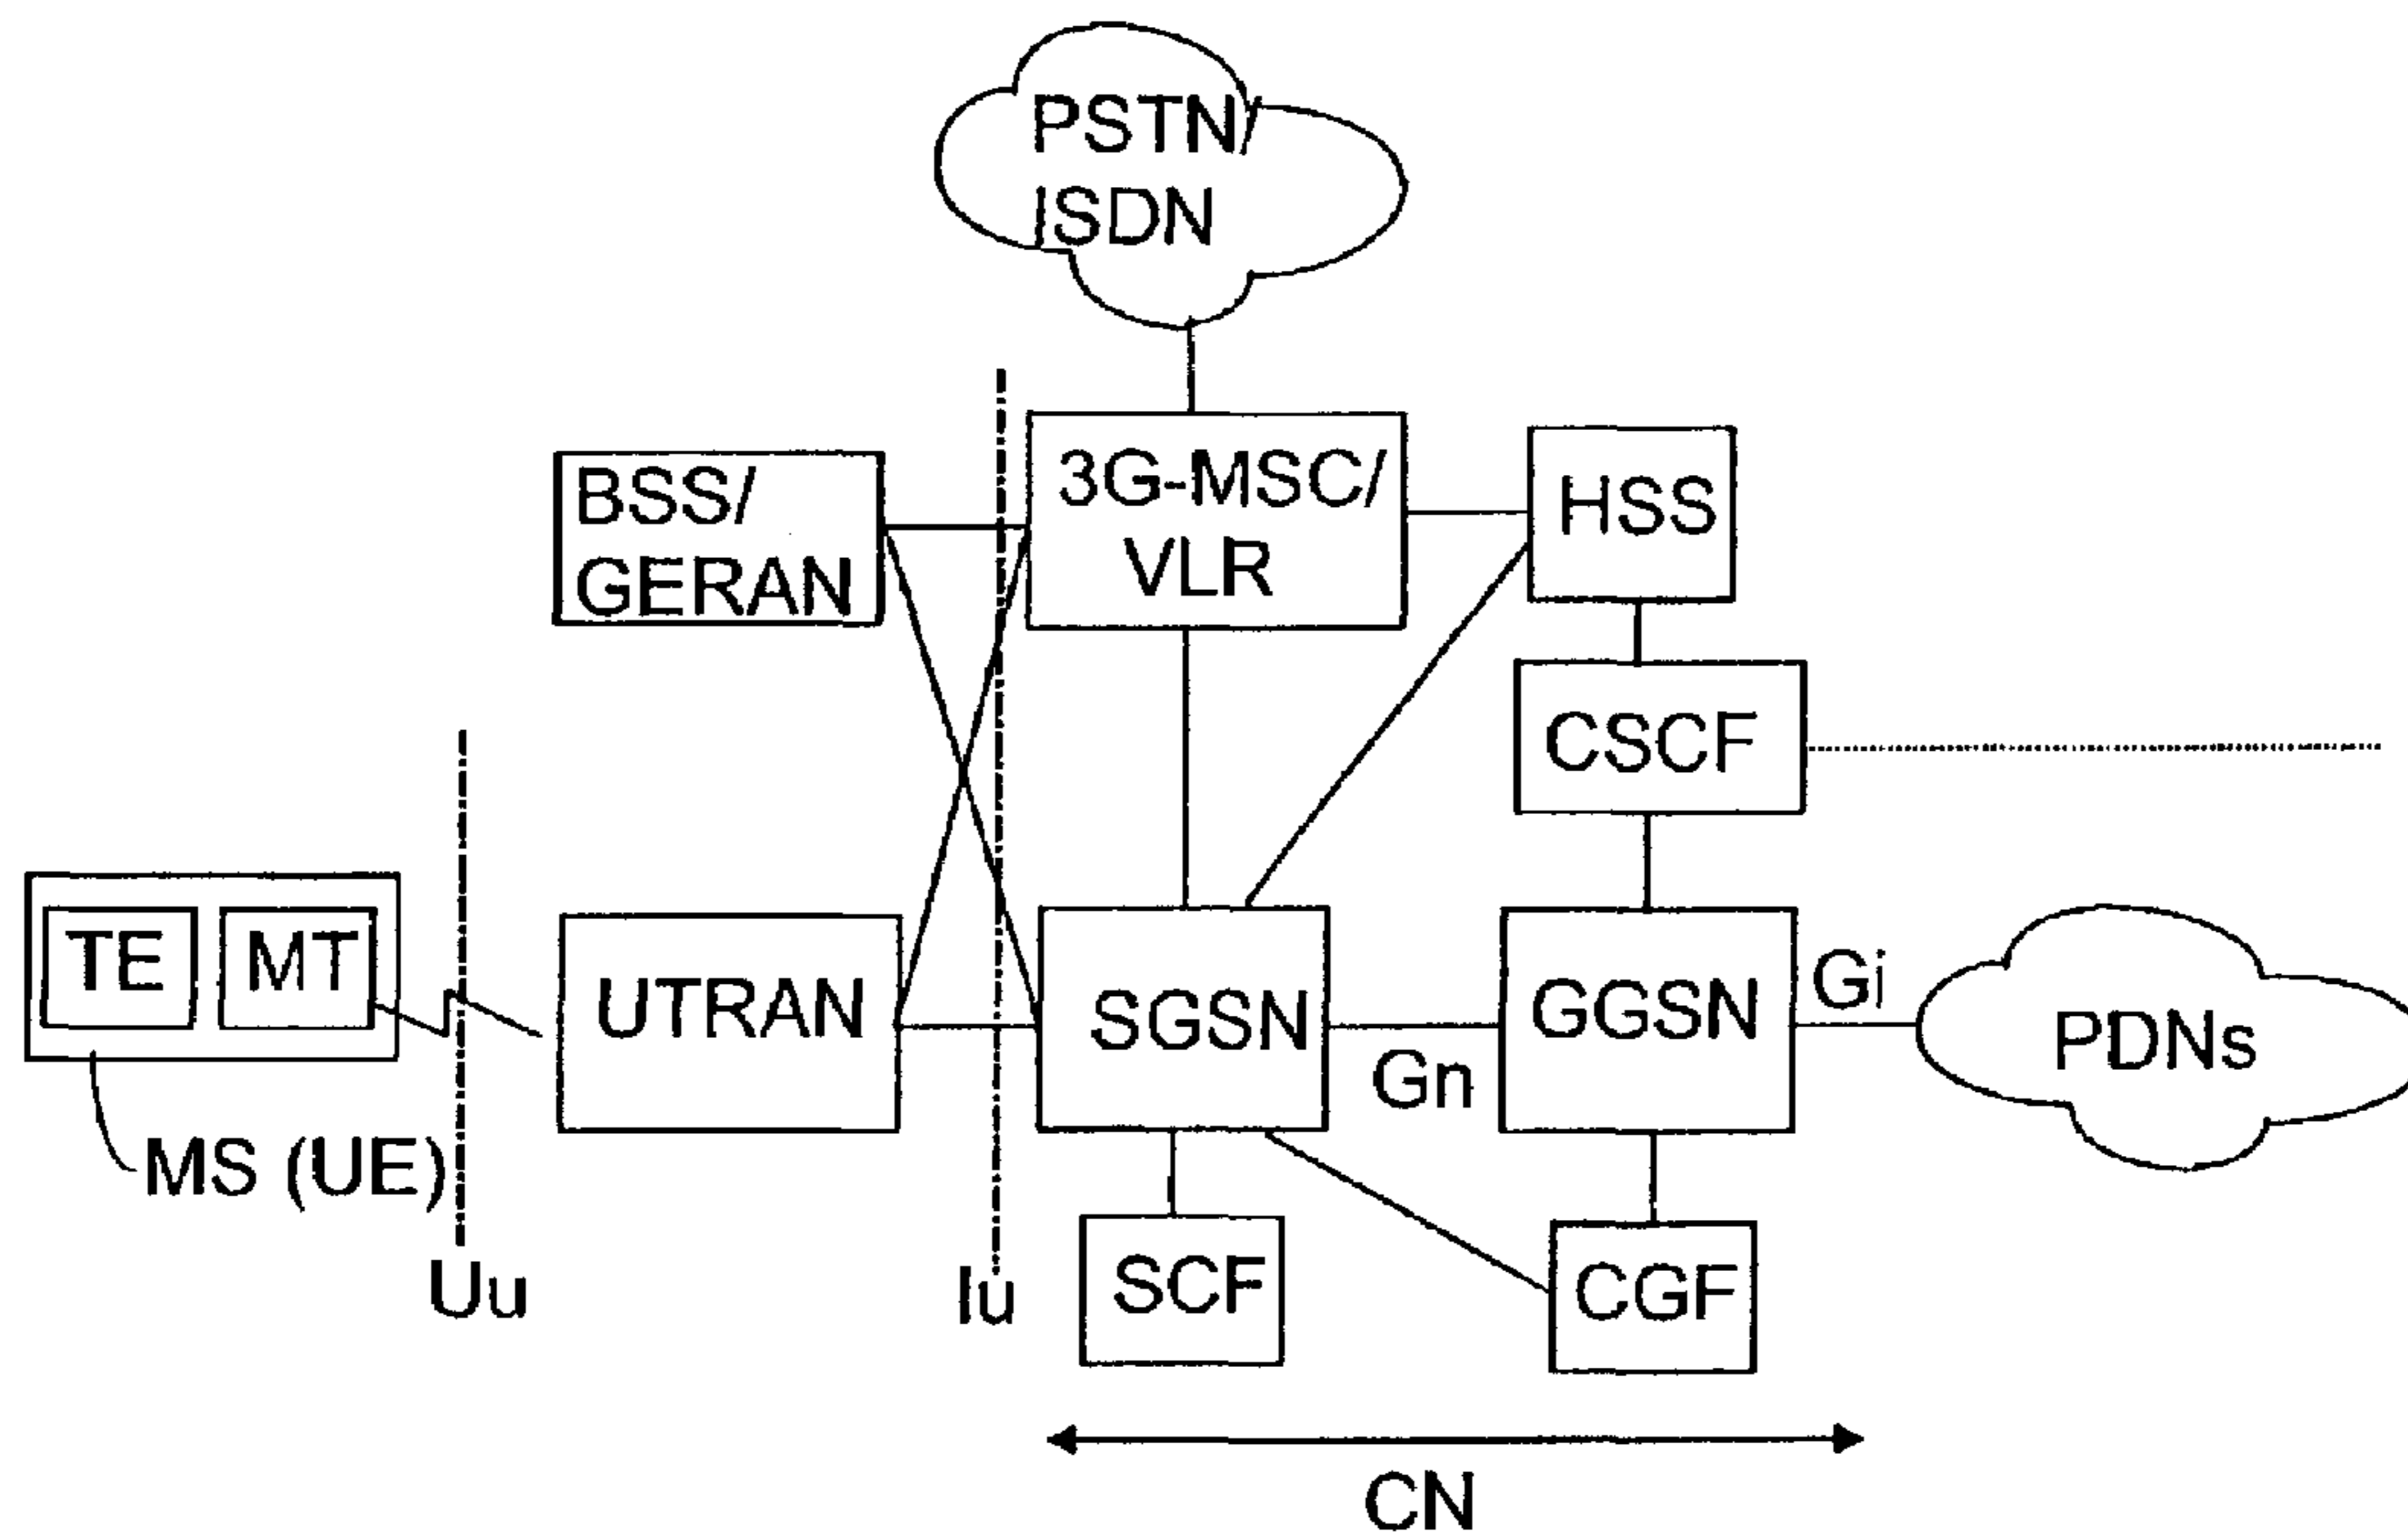 PSTN/
ISDN
BSS/
GERAN
3G-MSC/
VLR
HSS
CSCF
TE
MT
UTRAN
SGSN
Gn
GGSN
Gi
PDNs
MS (UE)
Uu
Iu
SCF
CGF
CN